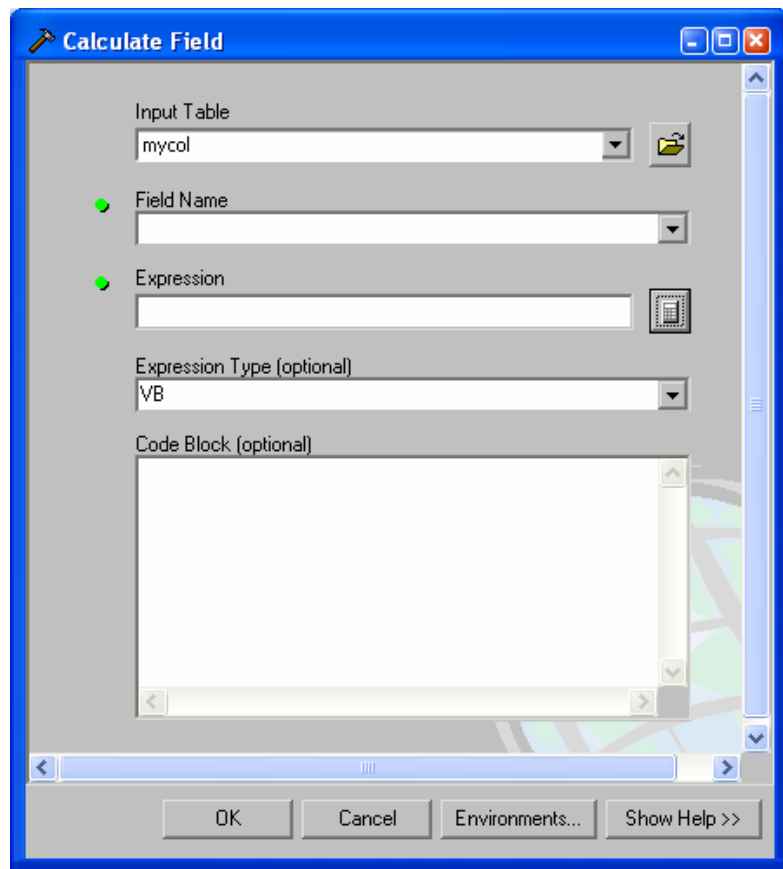 Calculate Field
Input Table
mycol
Field Name
Expression
Expression Type (optional)
VB
Code Block (optional)
OK Cancel Environments... Show Help >>